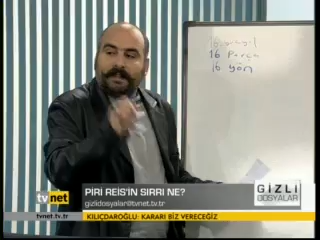 16 Parça
16 yön
PİRİ REİS'İN SIRRI NE?
gizlidosyalar@tvnet.tv.tr
GİZLİ
DOSYALAR
tvnet
tvnet.tv.tr
KILIÇDAROĞLU: KARARI BİZ VERECEĞİZ